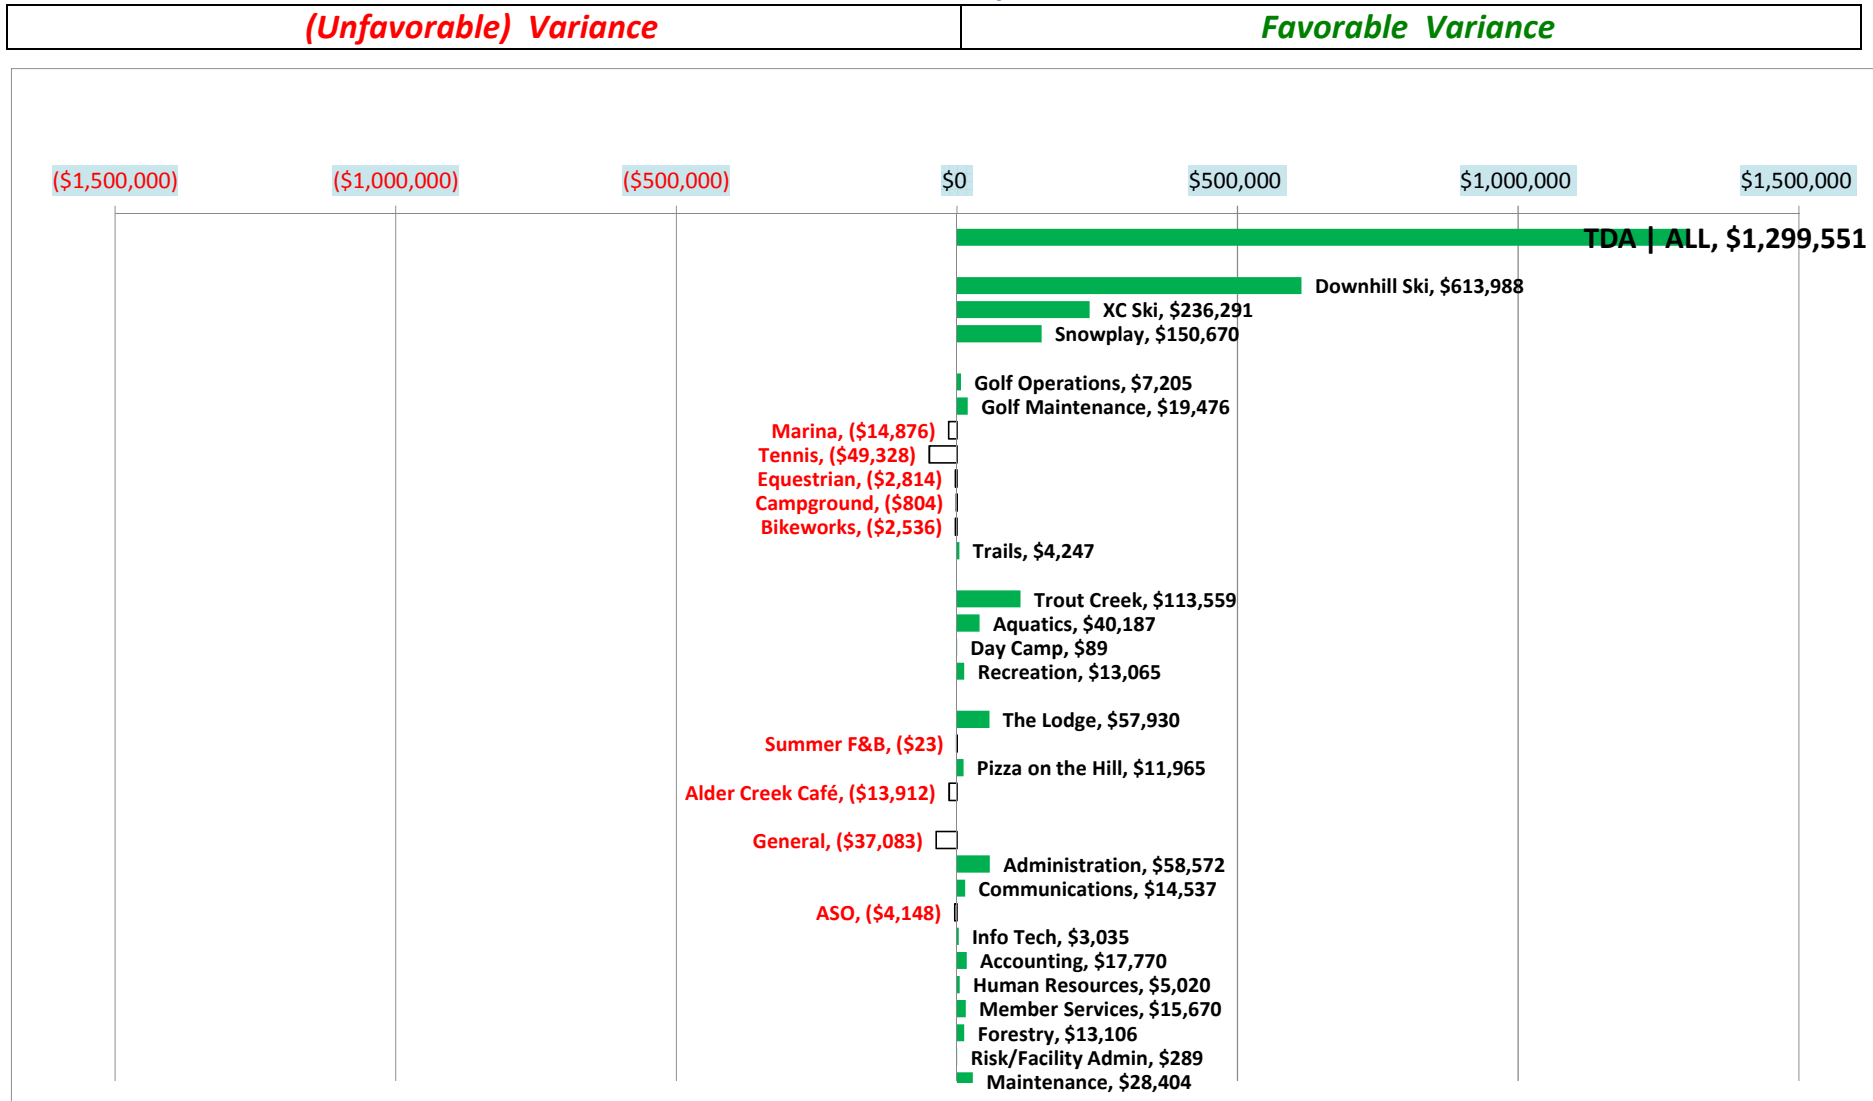 (Unfavorable) Variance
Favorable Variance
($1,500,000) ($1,000,000) ($500,000) $0 $500,000 $1,000,000 $1,500,000
TDA | ALL, $1,299,551
Downhill Ski, $613,988
XC Ski, $236,291
Snowplay, $150,670
Golf Operations, $7,205
Golf Maintenance, $19,476
Marina, ($14,876)
Tennis, ($49,328)
Equestrian, ($2,814)
Campground, ($804)
Bikeworks, ($2,536)
Trails, $4,247
Trout Creek, $113,559
Aquatics, $40,187
Day Camp, $89
Recreation, $13,065
The Lodge, $57,930
Summer F&B, ($23)
Pizza on the Hill, $11,965
Alder Creek Café, ($13,912)
General, ($37,083)
Administration, $58,572
Communications, $14,537
ASO, ($4,148)
Info Tech, $3,035
Accounting, $17,770
Human Resources, $5,020
Member Services, $15,670
Forestry, $13,106
Risk/Facility Admin, $289
Maintenance, $28,404